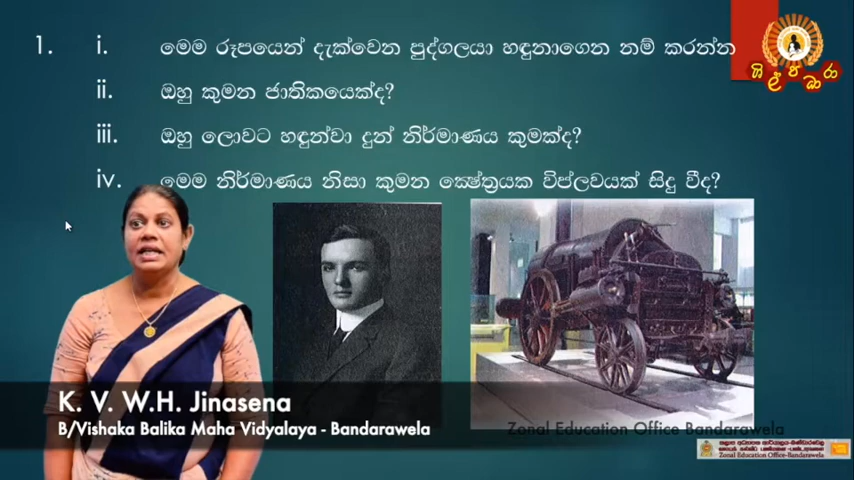 1. i. මෙම රූපයෙන් දැක්වෙන පුද්ගලයා හඳුනාගෙන නම් කරන්න
ii. ඔහු කුමන ජාතිකයෙක්ද?
iii. ඔහු ලොවට හඳුන්වා දුන් නිර්මාණය කුමක්ද?
iv. මෙම නිර්මාණය නිසා කුමන ක්‍ෂේත්‍රයක විප්ලවයක් සිදු වීද?
K. V. W.H. Jinasena
B/Vishaka Balika Maha Vidyalaya - Bandarawela
Zonal Education Office Bandarawela
Zonal Education Office-Bandarawela